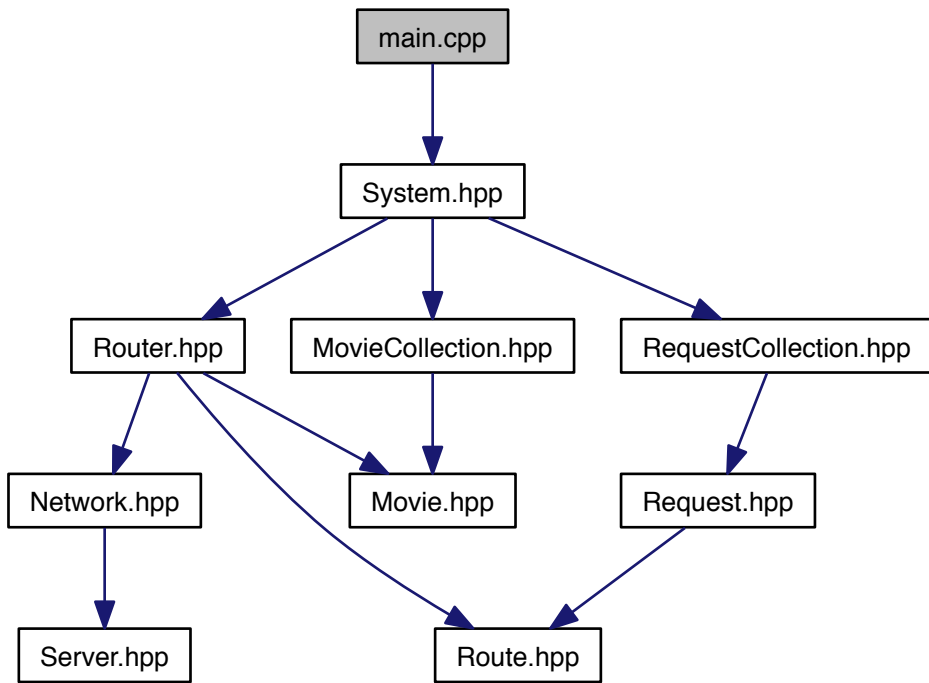 main.cpp
System.hpp
Router.hpp
MovieCollection.hpp
RequestCollection.hpp
Network.hpp
Movie.hpp
Request.hpp
Server.hpp
Route.hpp